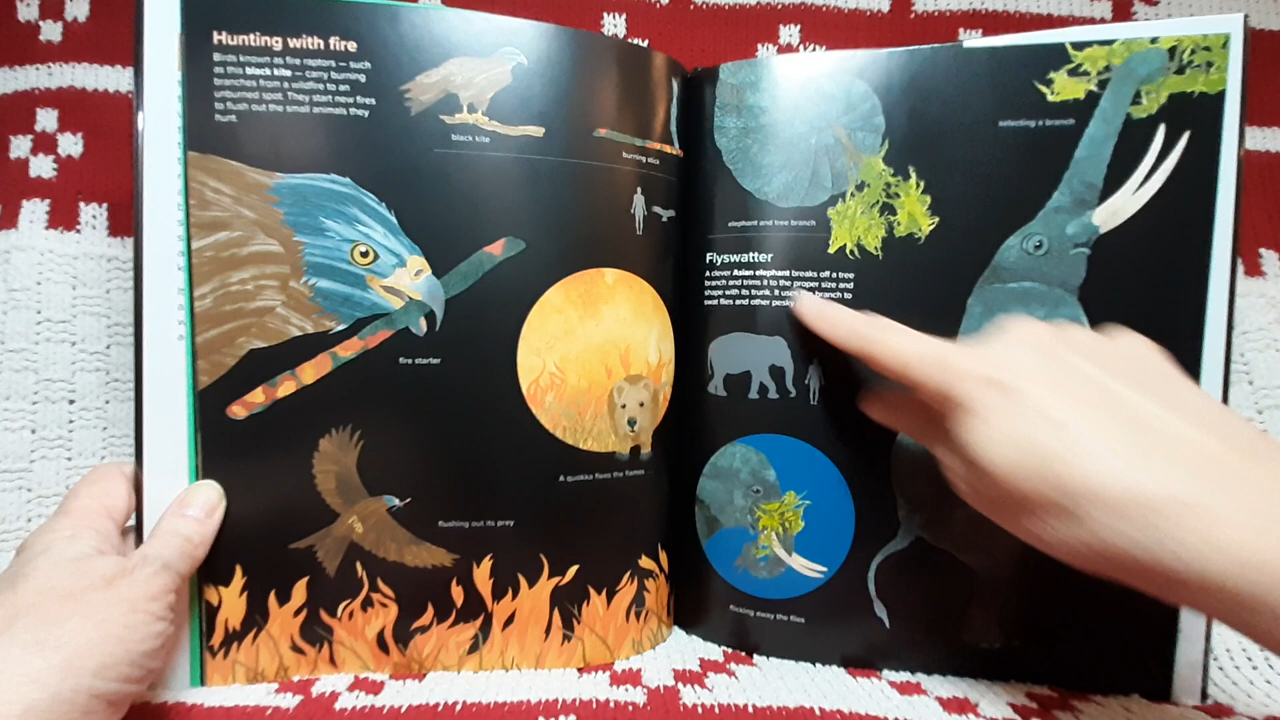 Hunting with fire
Birds known as fire raptors — such
as this black kite — carry burning
branches from a wildfire to an
unburned spot. They start new fires
to flush out the small animals they
hunt.
black kite
burning stick
fire starter
A quokka flees the flames
flushing out its prey
elephant and tree branch
selecting a branch
Flyswatter
A clever Asian elephant breaks off a tree
branch and trims it to the proper size and
shape with its trunk. It uses the branch to
swat flies and other pesky
flicking away the flies